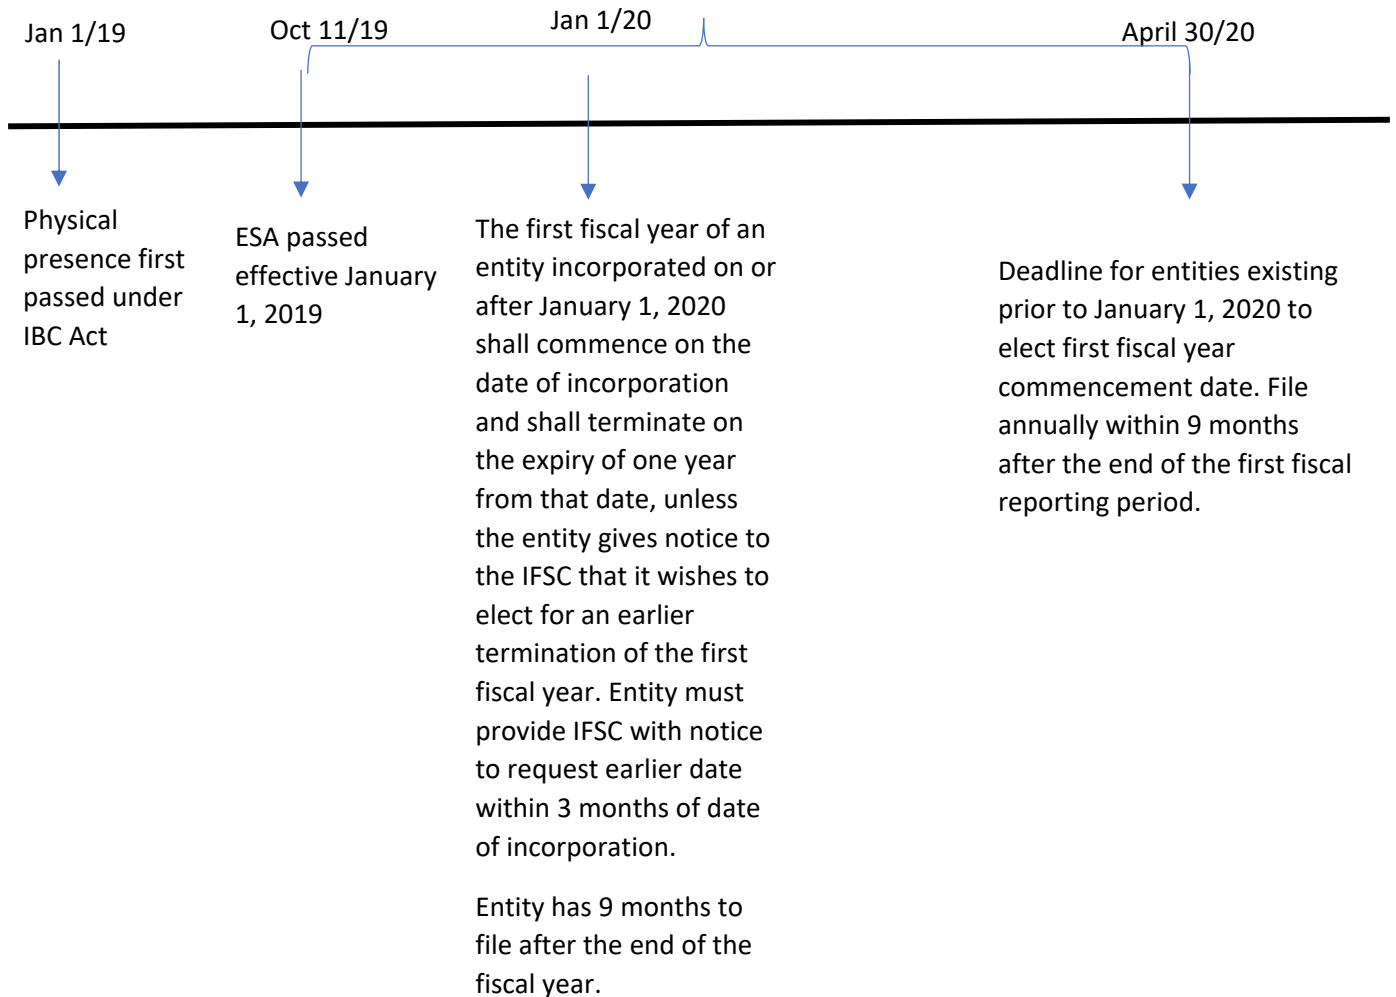 Jan 1/19
Oct 11/19
Jan 1/20
April 30/20
Physical
presence first
passed under
IBC Act
ESA passed
effective January
1, 2019
The first fiscal year of an
entity incorporated on or
after January 1, 2020
shall commence on the
date of incorporation
and shall terminate on
the expiry of one year
from that date, unless
the entity gives notice to
the IFSC that it wishes to
elect for an earlier
termination of the first
fiscal year. Entity must
provide IFSC with notice
to request earlier date
within 3 months of date
of incorporation.
Entity has 9 months to
file after the end of the
fiscal year.
Deadline for entities existing
prior to January 1, 2020 to
elect first fiscal year
commencement date. File
annually within 9 months
after the end of the first fiscal
reporting period.